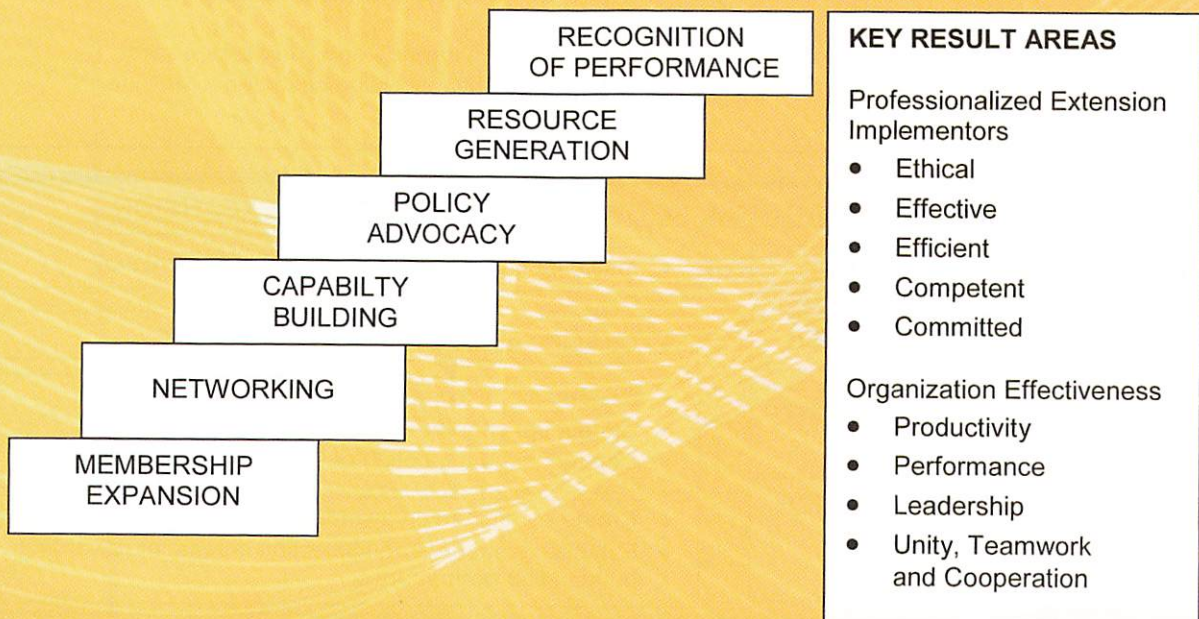 RECOGNITION
OF PERFORMANCE
RESOURCE
GENERATION
POLICY
ADVOCACY
CAPABILTY
BUILDING
NETWORKING
MEMBERSHIP
EXPANSION
KEY RESULT AREAS
Professionalized Extension
Implementors
• Ethical
• Effective
• Efficient
• Competent
• Committed
Organization Effectiveness
• Productivity
• Performance
• Leadership
• Unity, Teamwork
and Cooperation